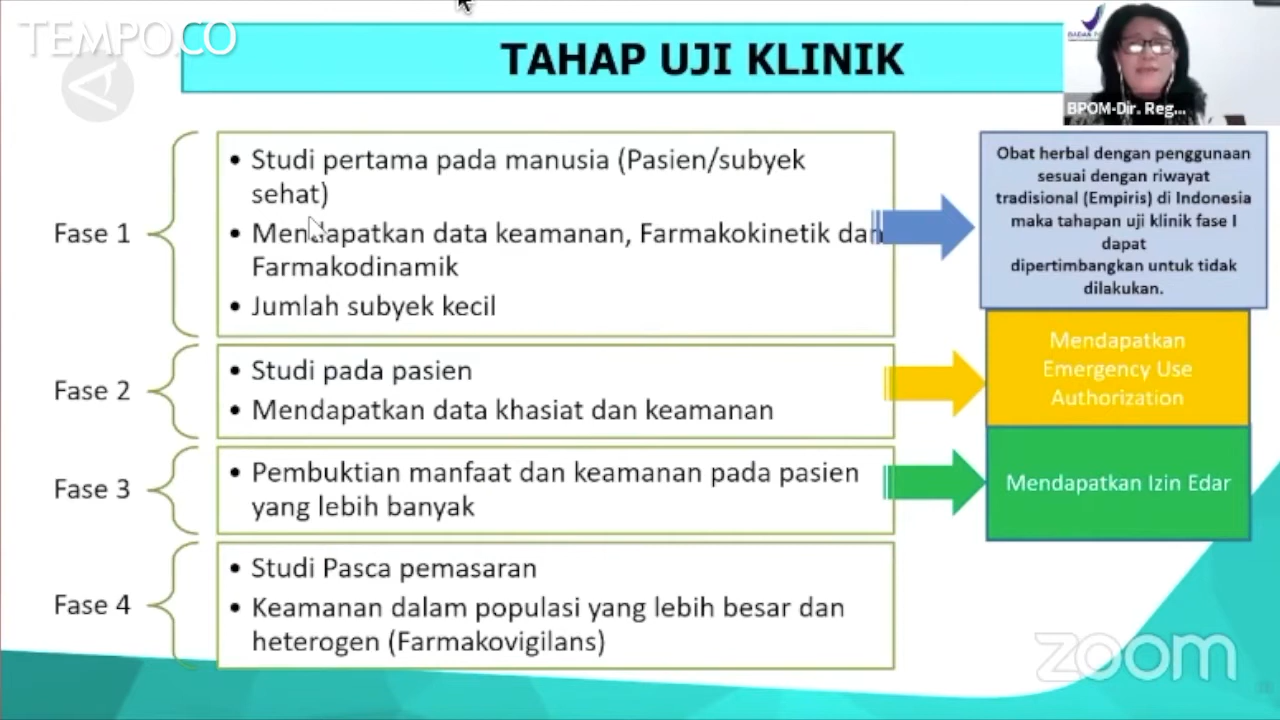 TEMPO.CO
TAHAP UJI KLINIK
BPOM-Dir. Reg...
Fase 1
• Studi pertama pada manusia (Pasien/subyek
sehat)
• Mendapatkan data keamanan, Farmakokinetik dan
Farmakodinamik
• Jumlah subyek kecil
Obat herbal dengan penggunaan
sesuai dengan riwayat
tradisional (Empiris) di Indonesia
maka tahapan uji klinik fase I
dapat
dipertimbangkan untuk tidak
dilakukan.
Fase 2
• Studi pada pasien
• Mendapatkan data khasiat dan keamanan
Mendapatkan
Emergency Use
Authorization
Fase 3
• Pembuktian manfaat dan keamanan pada pasien
yang lebih banyak
Mendapatkan Izin Edar
Fase 4
• Studi Pasca pemasaran
• Keamanan dalam populasi yang lebih besar dan
heterogen (Farmakovigilans)
zoom